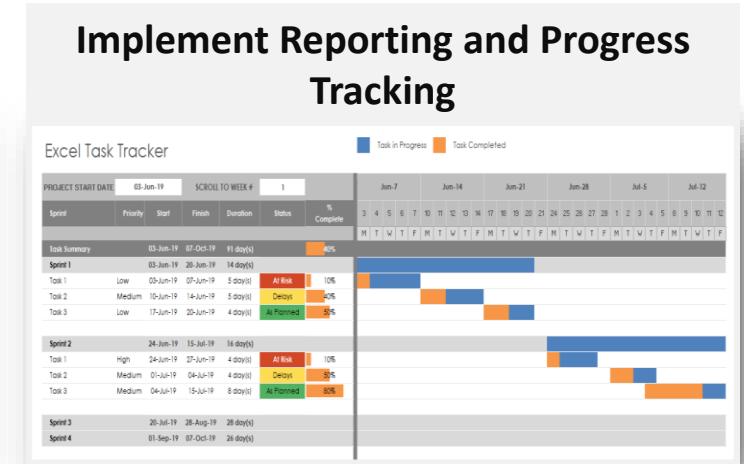 Implement Reporting and Progress
Tracking
Excel Task Tracker
Task in Progress Task Completed
PROJECT START DATE 03-Jun-19 SCROLL TO WEEK # 1 Jun-7 Jun-14 Jun-21 Jun-28 Jul-5 Jul-12
Sprint Priority Start Finish Duration Status % Complete 3 4 5 6 7 10 11 12 13 14 17 18 19 20 21 24 25 26 27 28 1 2 3 4 5 8 9 10 11 12
M T W T F M T W T F M T W T F M T W T F M T W T F M T W T F
Task Summary 03-Jun-19 07-Oct-19 91 day(s) 40%
Sprint 1 03-Jun-19 20-Jun-19 14 day(s)
Task 1 Low 03-Jun-19 07-Jun-19 5 day(s) At Risk 10%
Task 2 Medium 10-Jun-19 14-Jun-19 5 day(s) Delays 40%
Task 3 Low 17-Jun-19 20-Jun-19 4 day(s) As Planned 50%
Sprint 2 24-Jun-19 15-Jul-19 16 day(s)
Task 1 High 24-Jun-19 27-Jun-19 4 day(s) At Risk 10%
Task 2 Medium 01-Jul-19 04-Jul-19 4 day(s) Delays 50%
Task 3 Medium 04-Jul-19 15-Jul-19 8 day(s) As Planned 80%
Sprint 3 20-Jul-19 28-Aug-19 28 day(s)
Sprint 4 01-Sep-19 07-Oct-19 26 day(s)